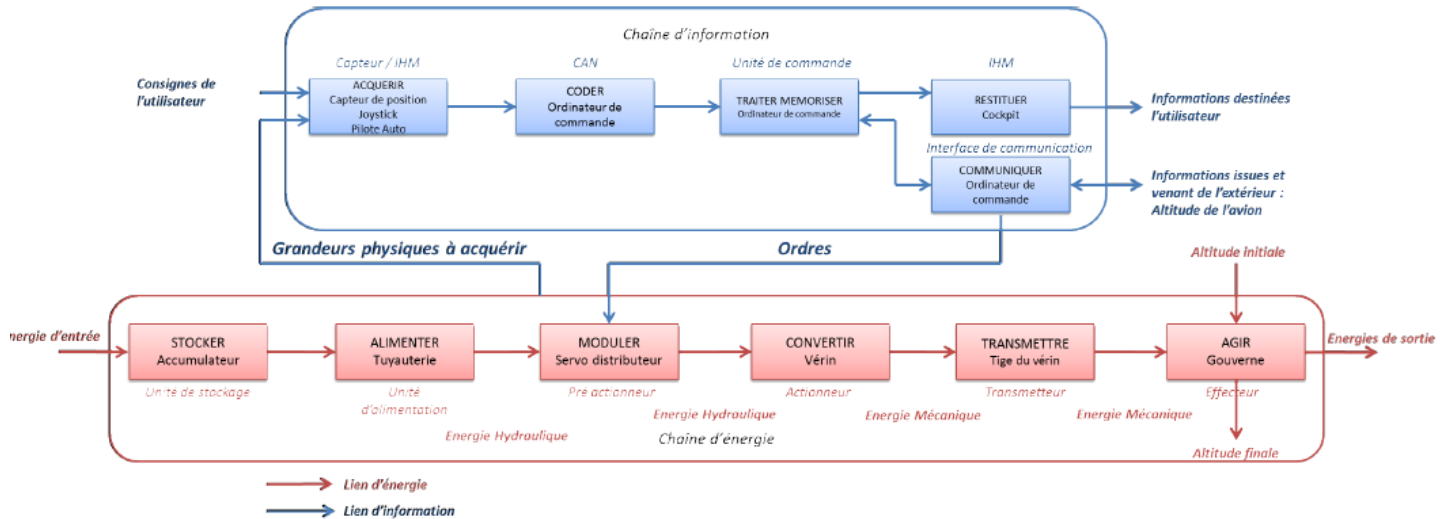 Chaîne d'information
Capteur / IHM
CAN
Unité de commande
IHM
Consignes de
l'utilisateur
ACQUERIR
Capteur de position
Joystick
Pilote Auto
CODER
Ordinateur de
commande
TRAITER MEMORISER
Ordinateur de commande
RESTITUER
Cockpit
Informations destinées
l'utilisateur
Interface de communication
COMMUNIQUER
Ordinateur de
commande
Informations issues et
venant de l'extérieur :
Altitude de l'avion
Grandeurs physiques à acquérir
Ordres
Altitude initiale
nergie d'entrée
STOCKER
Accumulateur
ALIMENTER
Tuyauterie
MODULER
Servo distributeur
CONVERTIR
Vérin
TRANSMETTRE
Tige du vérin
AGIR
Gouverne
Energies de sortie
Unité de stockage
Unité
d'alimentation
Pré actionneur
Actionneur
Transmetteur
Effecteur
Energie Hydraulique
Energie Hydraulique
Energie Mécanique
Energie Mécanique
Chaîne d'énergie
Altitude finale
Lien d'énergie
Lien d'information